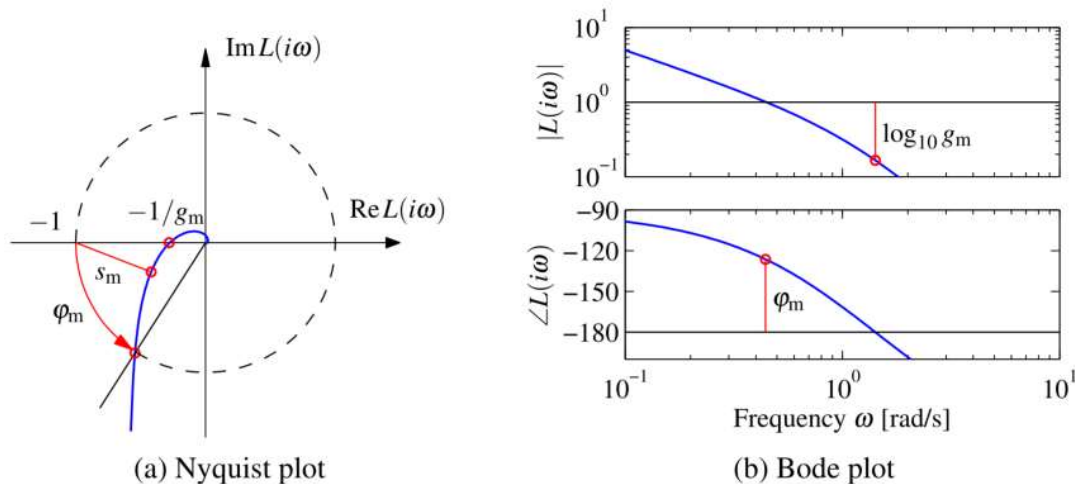 Im L(iω)
Re L(iω)
−1
−1/g_m
s_m
φ_m
(a) Nyquist plot
|L(iω)|
10^1
10^0
10^−1
log_10 g_m
∠L(iω)
−90
−120
−150
−180
φ_m
10^−1
10^0
10^1
Frequency ω [rad/s]
(b) Bode plot